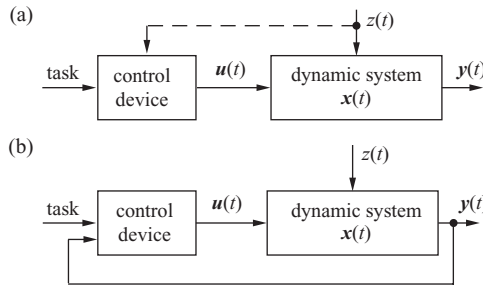 (a)
z(t)
task
control
device
u(t)
dynamic system
x(t)
y(t)
(b)
z(t)
task
control
device
u(t)
dynamic system
x(t)
y(t)